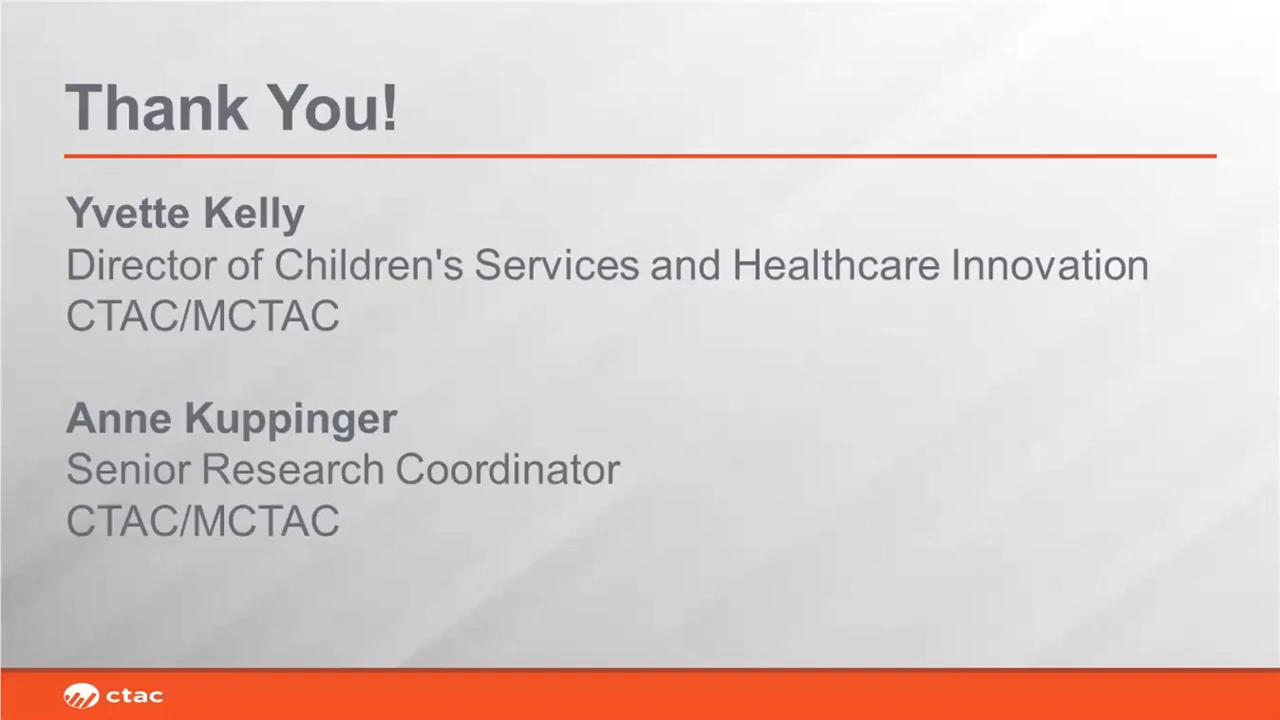 Thank You!
Yvette Kelly
Director of Children's Services and Healthcare Innovation
CTAC/MCTAC
Anne Kuppinger
Senior Research Coordinator
CTAC/MCTAC
ctac